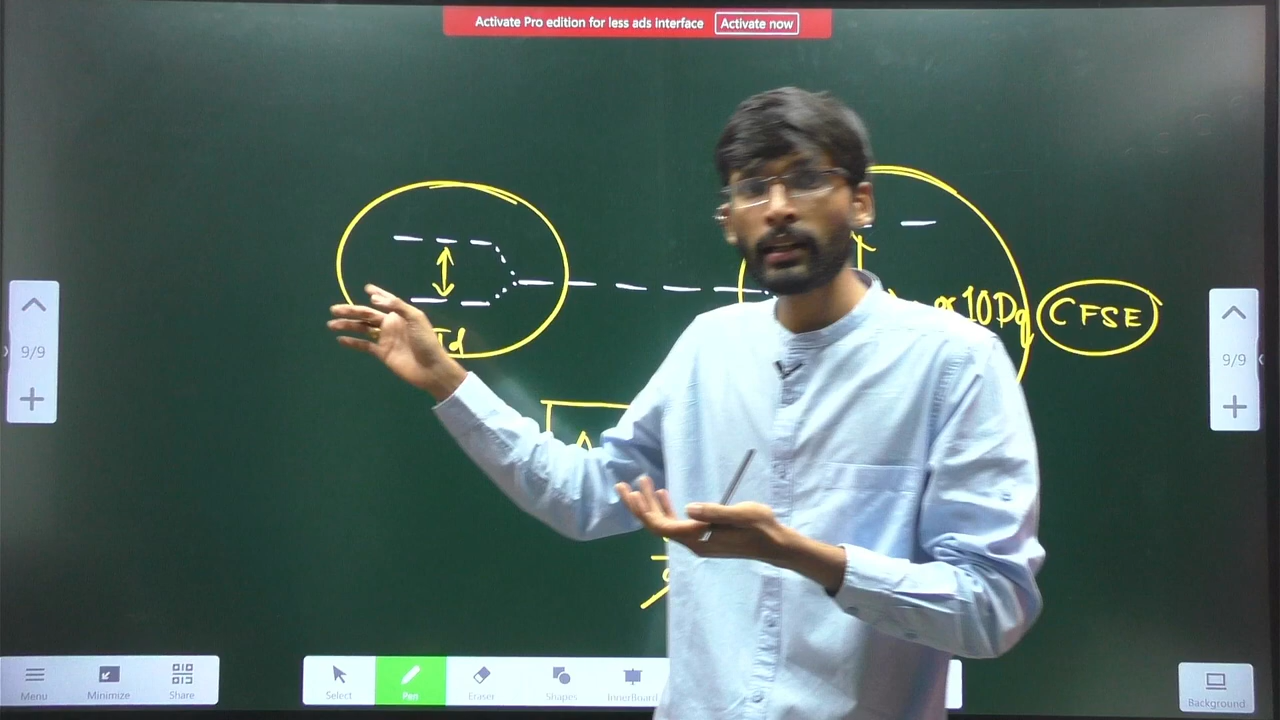 Activate Pro edition for less ads interface Activate now
10Dq
CFSE
Td
9/9
9/9
Menu
Minimize
Share
Select
Pen
Eraser
Shapes
InnerBoard
Background